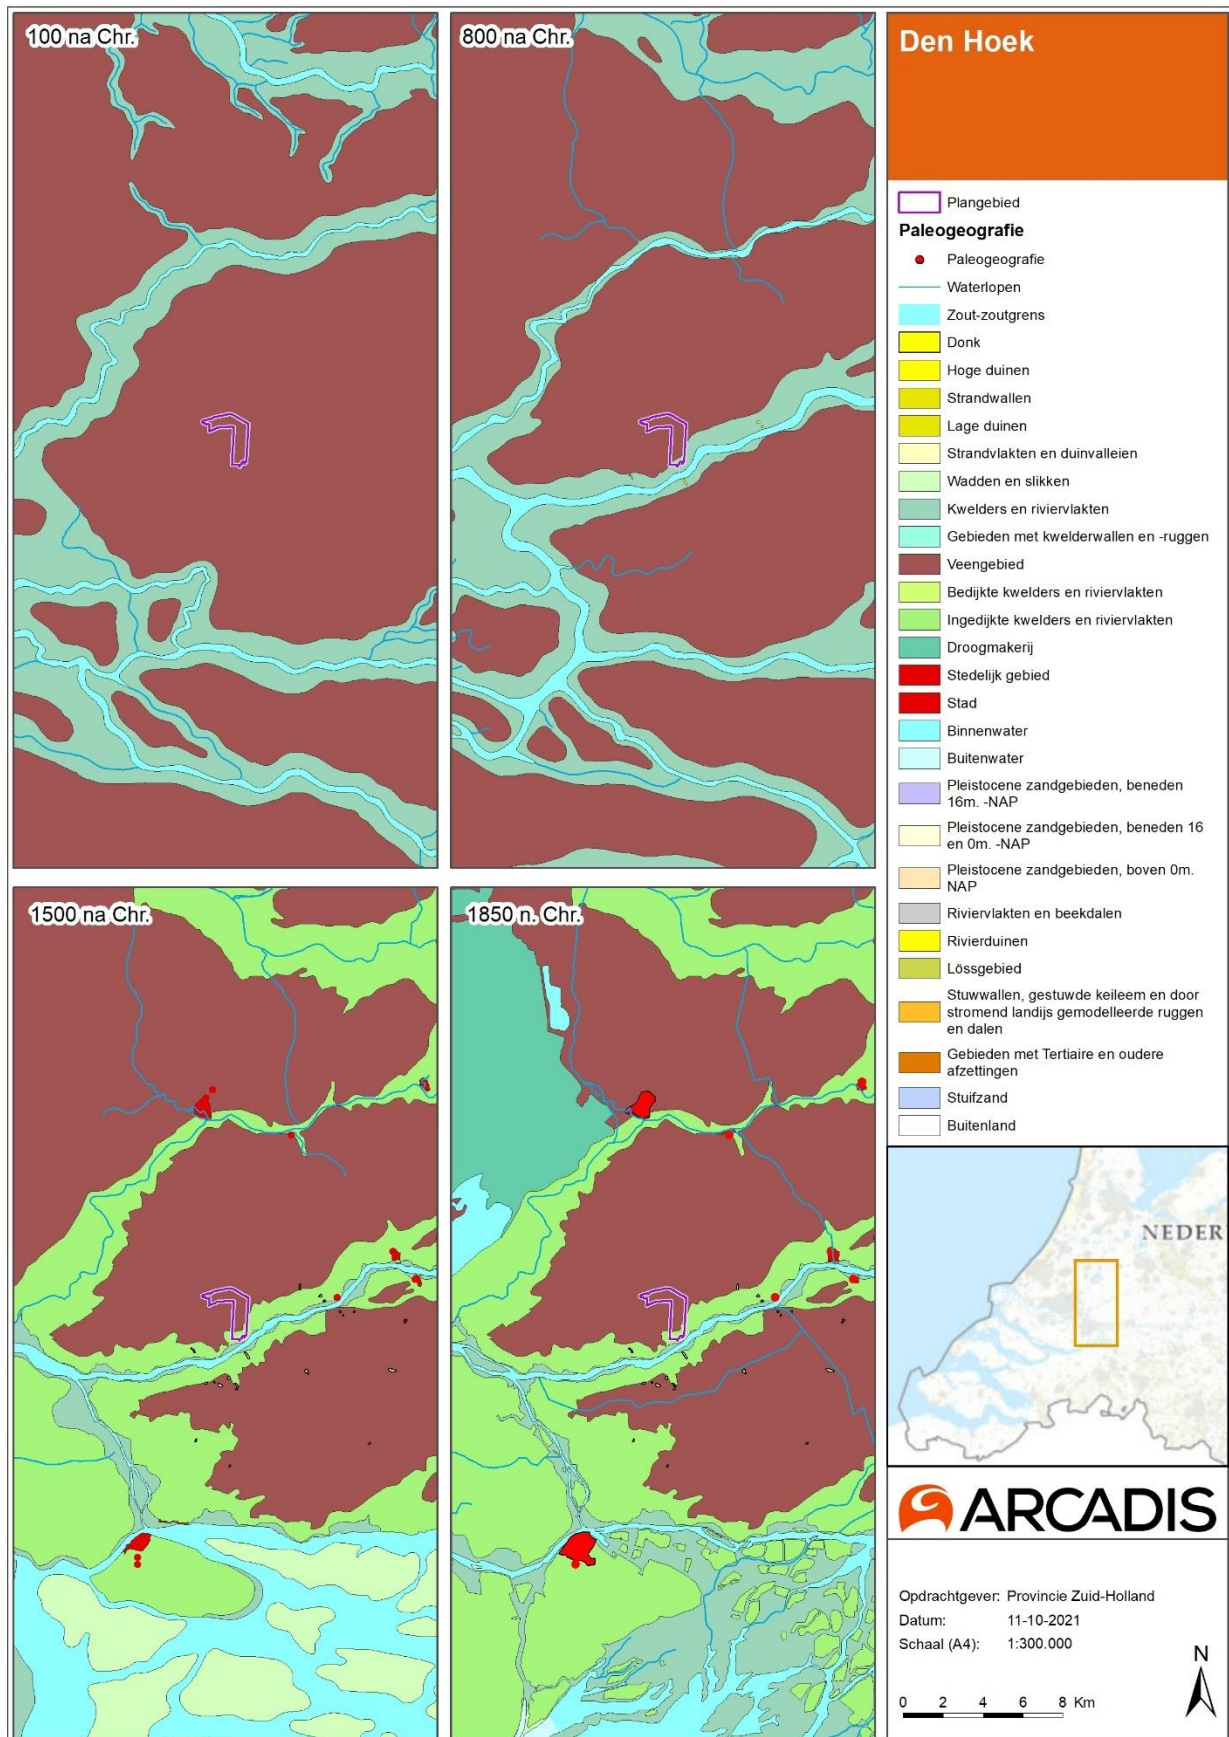 100 na Chr.
800 na Chr.
1500 na Chr.
1850 n. Chr.
Den Hoek
Plangebied
Paleogeografie
Paleogeografie
Waterlopen
Zout-zoutgrens
Donk
Hoge duinen
Strandwallen
Lage duinen
Strandvlakten en duinvalleien
Wadden en slikken
Kwelders en riviervlakten
Gebieden met kwelderwallen en -ruggen
Veengebied
Bedijkte kwelders en riviervlakten
Ingedijkte kwelders en riviervlakten
Droogmakerij
Stedelijk gebied
Stad
Binnenwater
Buitenwater
Pleistocene zandgebieden, beneden
16m. -NAP
Pleistocene zandgebieden, beneden 16
en 0m. -NAP
Pleistocene zandgebieden, boven 0m.
NAP
Riviervlakten en beekdalen
Rivierduinen
Lössgebied
Stuwwallen, gestuwde keileem en door
stromend landijs gemodelleerde ruggen
en dalen
Gebieden met Tertiaire en oudere
afzettingen
Stuifzand
Buitenland
NEDER
ARCADIS
Opdrachtgever: Provincie Zuid-Holland
Datum: 11-10-2021
Schaal (A4): 1:300.000
N
0 2 4 6 8 Km